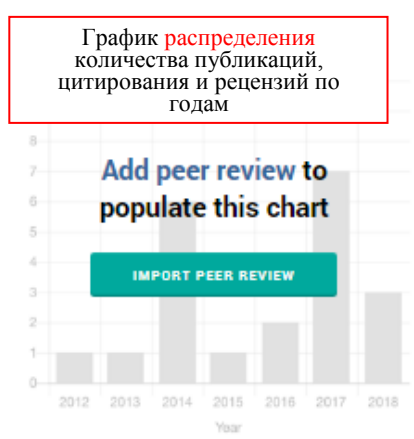 График распределения
количества публикаций,
цитирования и рецензий по
годам
8
Add peer review to
7
populate this chart
6
5
4
IMPORT PEER REVIEW
3
2
1
0
2012 2013 2014 2015 2016 2017 2018
Year